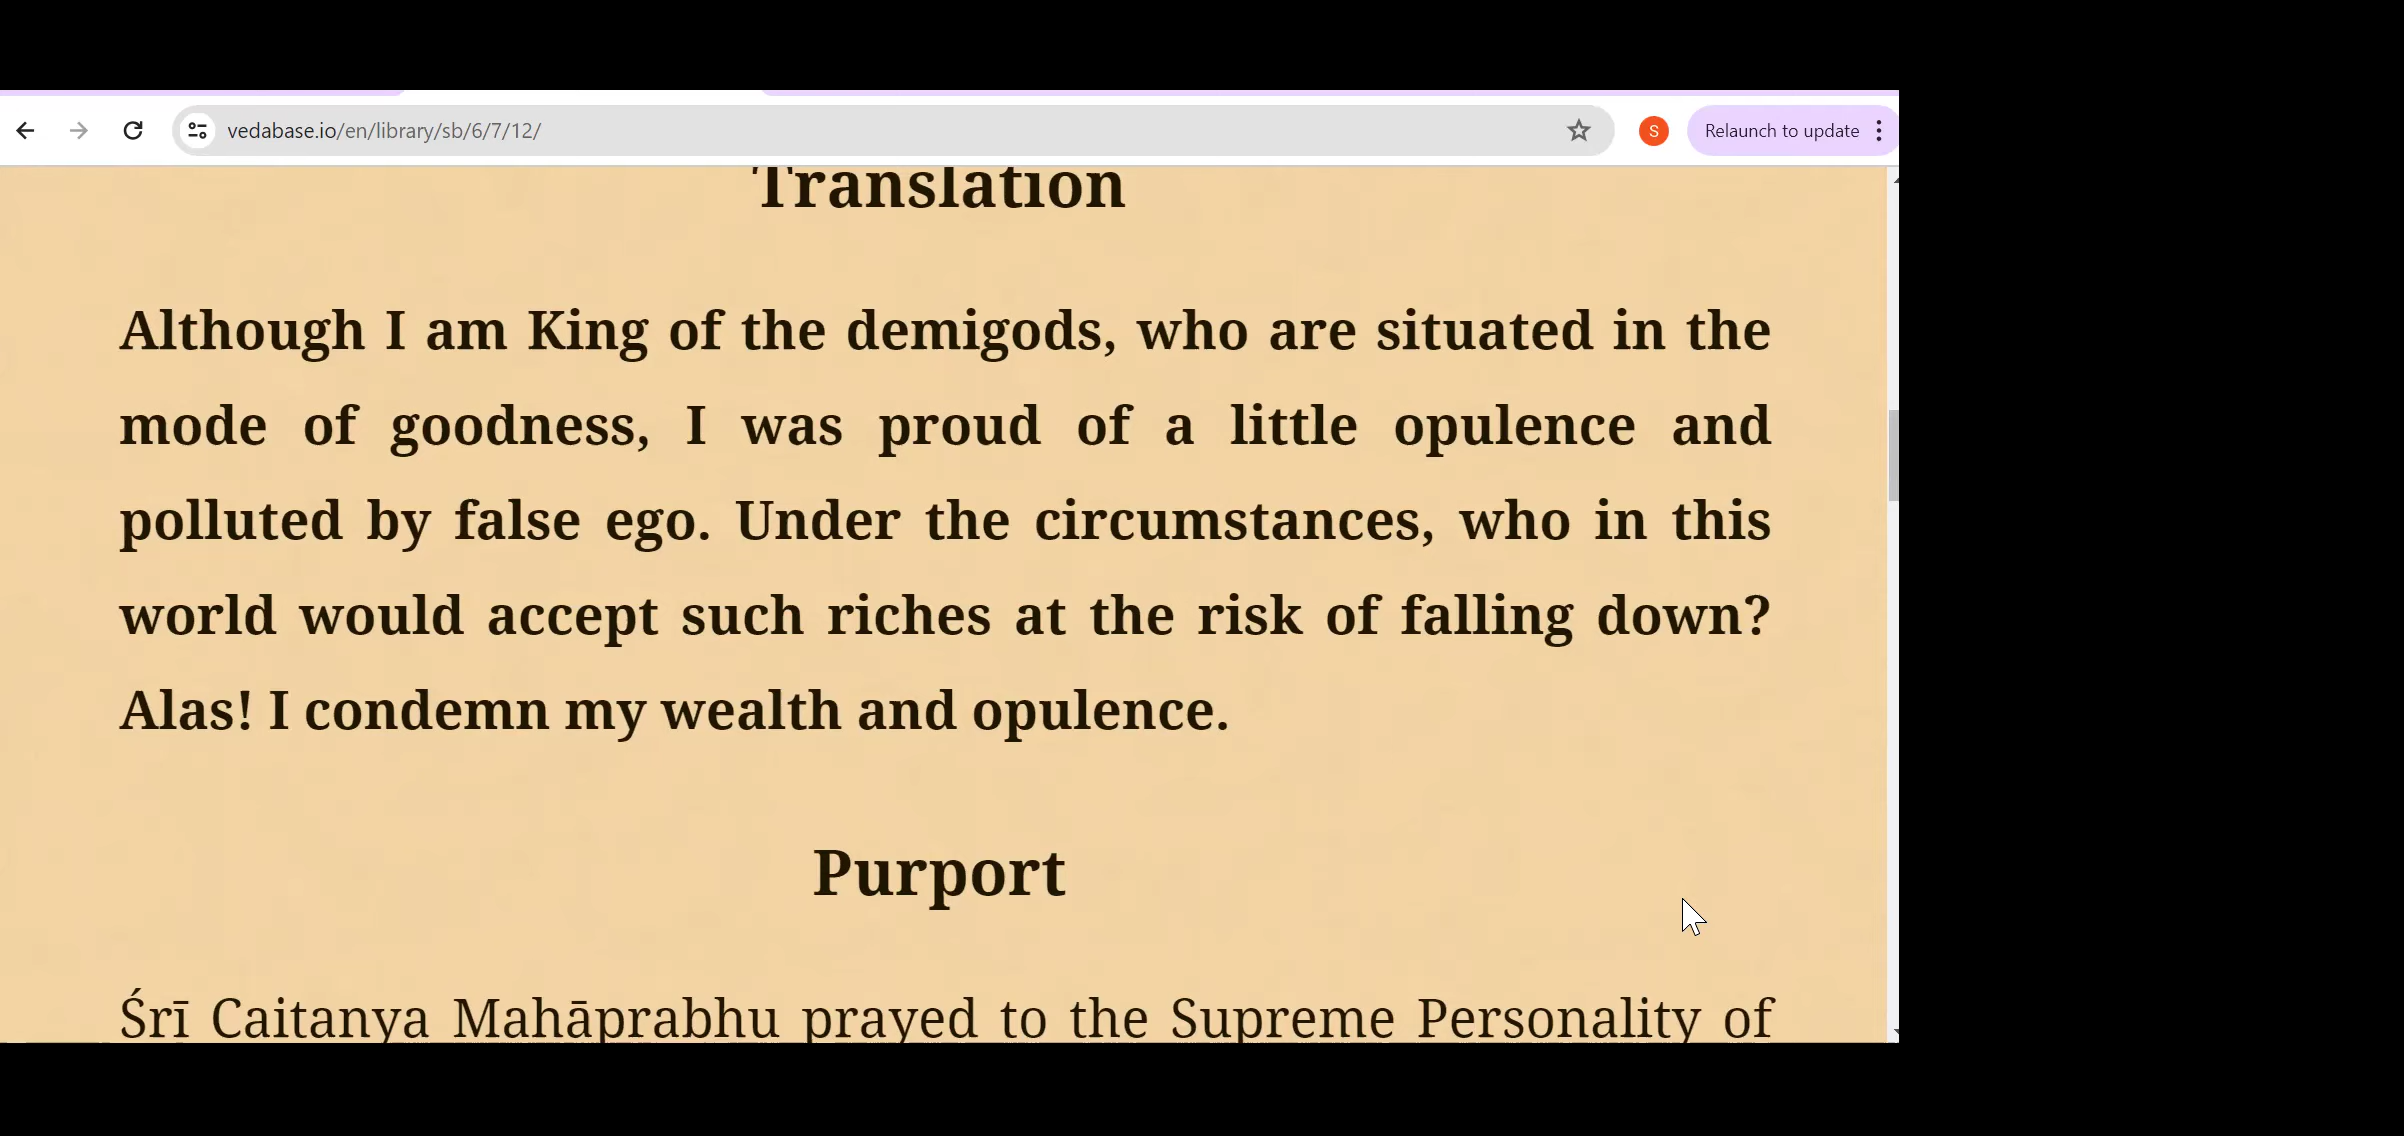 vedabase.io/en/library/sb/6/7/12/
S
Relaunch to update
Translation
Although I am King of the demigods, who are situated in the
mode of goodness, I was proud of a little opulence and
polluted by false ego. Under the circumstances, who in this
world would accept such riches at the risk of falling down?
Alas! I condemn my wealth and opulence.
Purport
Śrī Caitanya Mahāprabhu prayed to the Supreme Personality of